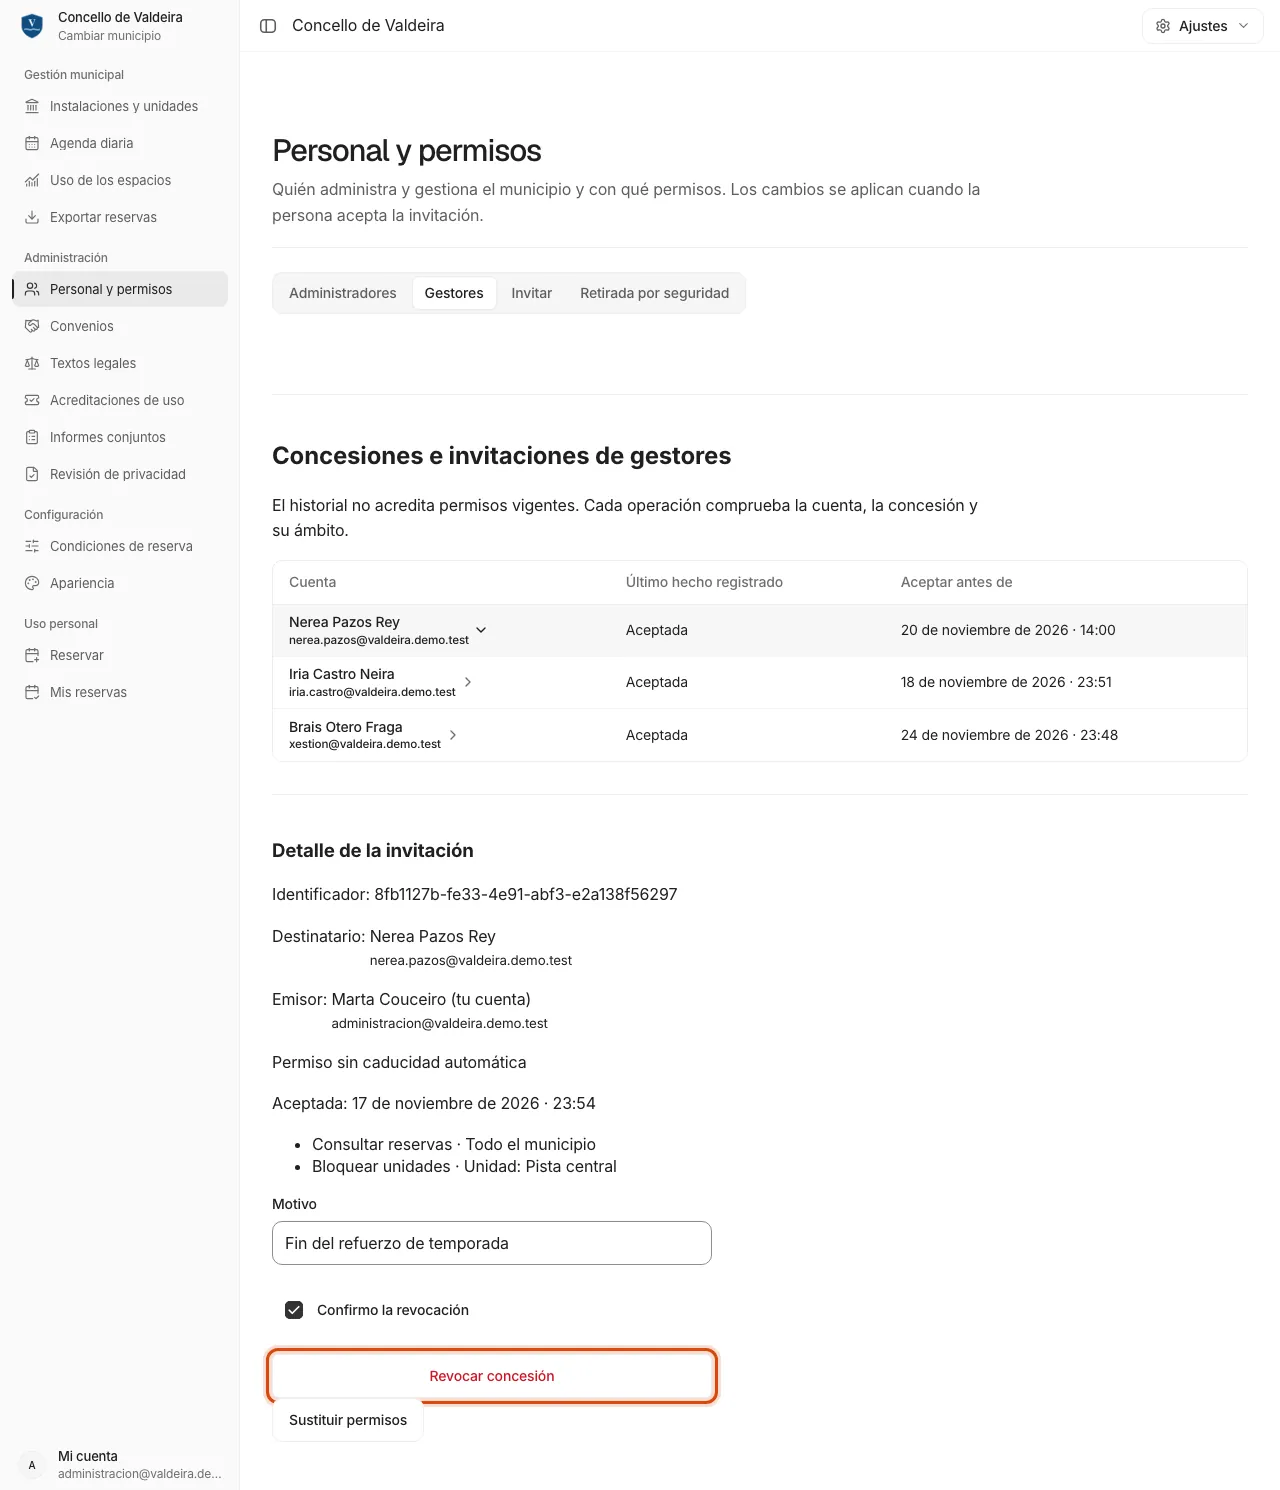 Concello de Valdeira
Cambiar municipio
Gestión municipal
Instalaciones y unidades
Agenda diaria
Uso de los espacios
Exportar reservas
Administración
Personal y permisos
Convenios
Textos legales
Acreditaciones de uso
Informes conjuntos
Revisión de privacidad
Configuración
Condiciones de reserva
Apariencia
Uso personal
Reservar
Mis reservas
A
Mi cuenta
administracion@valdeira.de...
Concello de Valdeira
Ajustes
Personal y permisos
Quién administra y gestiona el municipio y con qué permisos. Los cambios se aplican cuando la
persona acepta la invitación.
Administradores Gestores Invitar Retirada por seguridad
Concesiones e invitaciones de gestores
El historial no acredita permisos vigentes. Cada operación comprueba la cuenta, la concesión y
su ámbito.
Cuenta Último hecho registrado Aceptar antes de
Nerea Pazos Rey
nerea.pazos@valdeira.demo.test
Aceptada 20 de noviembre de 2026 · 14:00
Iria Castro Neira
iria.castro@valdeira.demo.test
Aceptada 18 de noviembre de 2026 · 23:51
Brais Otero Fraga
xestion@valdeira.demo.test
Aceptada 24 de noviembre de 2026 · 23:48
Detalle de la invitación
Identificador: 8fb1127b-fe33-4e91-abf3-e2a138f56297
Destinatario: Nerea Pazos Rey
nerea.pazos@valdeira.demo.test
Emisor: Marta Couceiro (tu cuenta)
administracion@valdeira.demo.test
Permiso sin caducidad automática
Aceptada: 17 de noviembre de 2026 · 23:54
• Consultar reservas · Todo el municipio
• Bloquear unidades · Unidad: Pista central
Motivo
Fin del refuerzo de temporada
Confirmo la revocación
Revocar concesión
Sustituir permisos